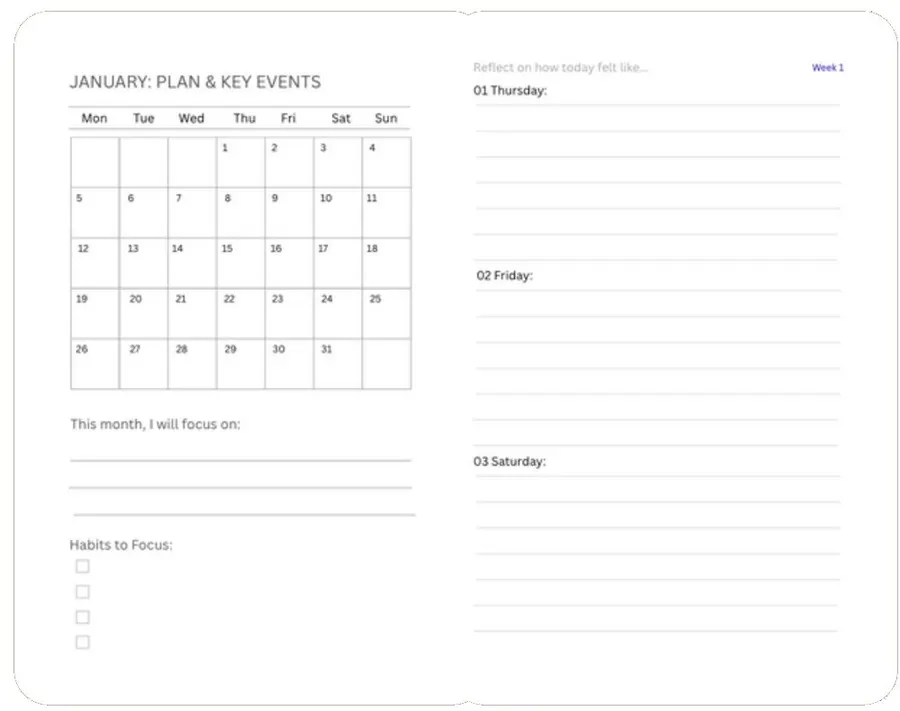 JANUARY: PLAN & KEY EVENTS
Mon Tue Wed Thu Fri Sat Sun
1 2 3 4
5 6 7 8 9 10 11
12 13 14 15 16 17 18
19 20 21 22 23 24 25
26 27 28 29 30 31
This month, I will focus on:
Habits to Focus:
Reflect on how today felt like... Week 1
01 Thursday:
02 Friday:
03 Saturday: